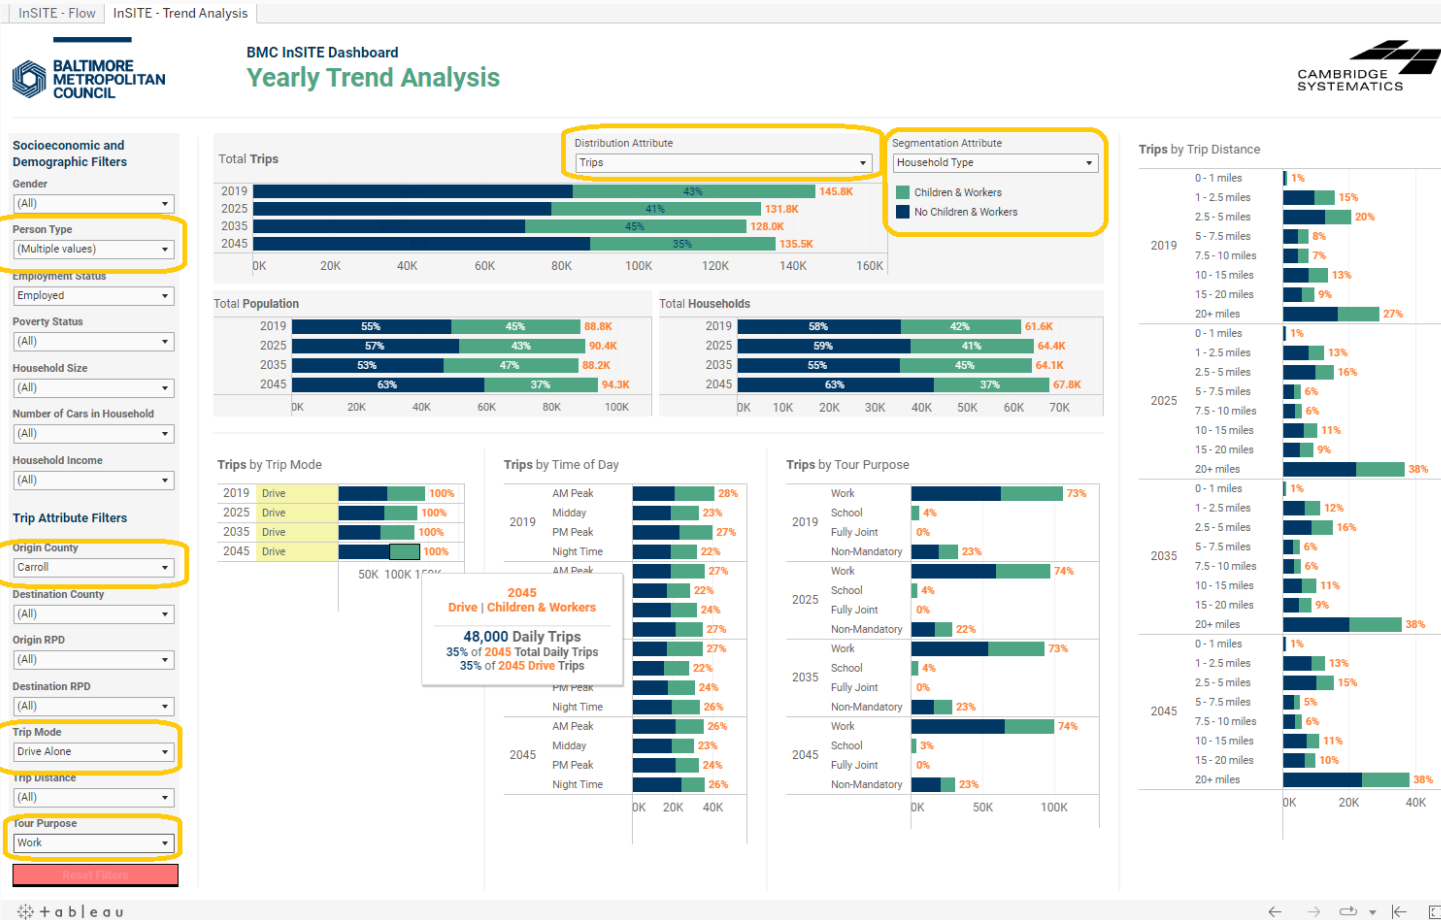 InSITE - Flow
InSITE - Trend Analysis
BALTIMORE
METROPOLITAN
COUNCIL
BMC InSITE Dashboard
Yearly Trend Analysis
CAMBRIDGE
SYSTEMATICS
Socioeconomic and
Demographic Filters
Gender
(All)
Person Type
(Multiple values)
Employment Status
Employed
Poverty Status
(All)
Household Size
(All)
Number of Cars in Household
(All)
Household Income
(All)
Trip Attribute Filters
Origin County
Carroll
Destination County
(All)
Origin RPD
(All)
Destination RPD
(All)
Trip Mode
Drive Alone
Trip Distance
(All)
Tour Purpose
Work
Reset Filters
Total Trips
Distribution Attribute
Trips
Segmentation Attribute
Household Type
Children & Workers
No Children & Workers
2019 43% 145.8K
2025 41% 131.8K
2035 45% 128.0K
2045 35% 135.5K
0K 20K 40K 60K 80K 100K 120K 140K 160K
Total Population
2019 55% 45% 88.8K
2025 57% 43% 90.4K
2035 53% 47% 88.2K
2045 63% 37% 94.3K
0K 20K 40K 60K 80K 100K
Total Households
2019 58% 42% 61.6K
2025 59% 41% 64.4K
2035 55% 45% 64.1K
2045 63% 37% 67.8K
0K 10K 20K 30K 40K 50K 60K 70K
Trips by Trip Mode
2019 Drive 100%
2025 Drive 100%
2035 Drive 100%
2045 Drive 100%
50K 100K 150K
2045
Drive | Children & Workers
48,000 Daily Trips
35% of 2045 Total Daily Trips
35% of 2045 Drive Trips
Trips by Time of Day
2019
AM Peak 28%
Midday 23%
PM Peak 27%
Night Time 22%
AM Peak 27%
22%
24%
27%
27%
22%
PM Peak 24%
Night Time 26%
2045
AM Peak 26%
Midday 23%
PM Peak 24%
Night Time 26%
0K 20K 40K
Trips by Tour Purpose
2019
Work 73%
School 4%
Fully Joint 0%
Non-Mandatory 23%
2025
Work 74%
School 4%
Fully Joint 0%
Non-Mandatory 22%
2035
Work 73%
School 4%
Fully Joint 0%
Non-Mandatory 23%
2045
Work 74%
School 3%
Fully Joint 0%
Non-Mandatory 23%
0K 50K 100K
Trips by Trip Distance
2019
0 - 1 miles 1%
1 - 2.5 miles 15%
2.5 - 5 miles 20%
5 - 7.5 miles 8%
7.5 - 10 miles 7%
10 - 15 miles 13%
15 - 20 miles 9%
20+ miles 27%
2025
0 - 1 miles 1%
1 - 2.5 miles 13%
2.5 - 5 miles 16%
5 - 7.5 miles 6%
7.5 - 10 miles 6%
10 - 15 miles 11%
15 - 20 miles 9%
20+ miles 38%
2035
0 - 1 miles 1%
1 - 2.5 miles 12%
2.5 - 5 miles 16%
5 - 7.5 miles 6%
7.5 - 10 miles 6%
10 - 15 miles 11%
15 - 20 miles 9%
20+ miles 38%
2045
0 - 1 miles 1%
1 - 2.5 miles 13%
2.5 - 5 miles 15%
5 - 7.5 miles 5%
7.5 - 10 miles 6%
10 - 15 miles 11%
15 - 20 miles 10%
20+ miles 38%
0K 20K 40K
+ableau